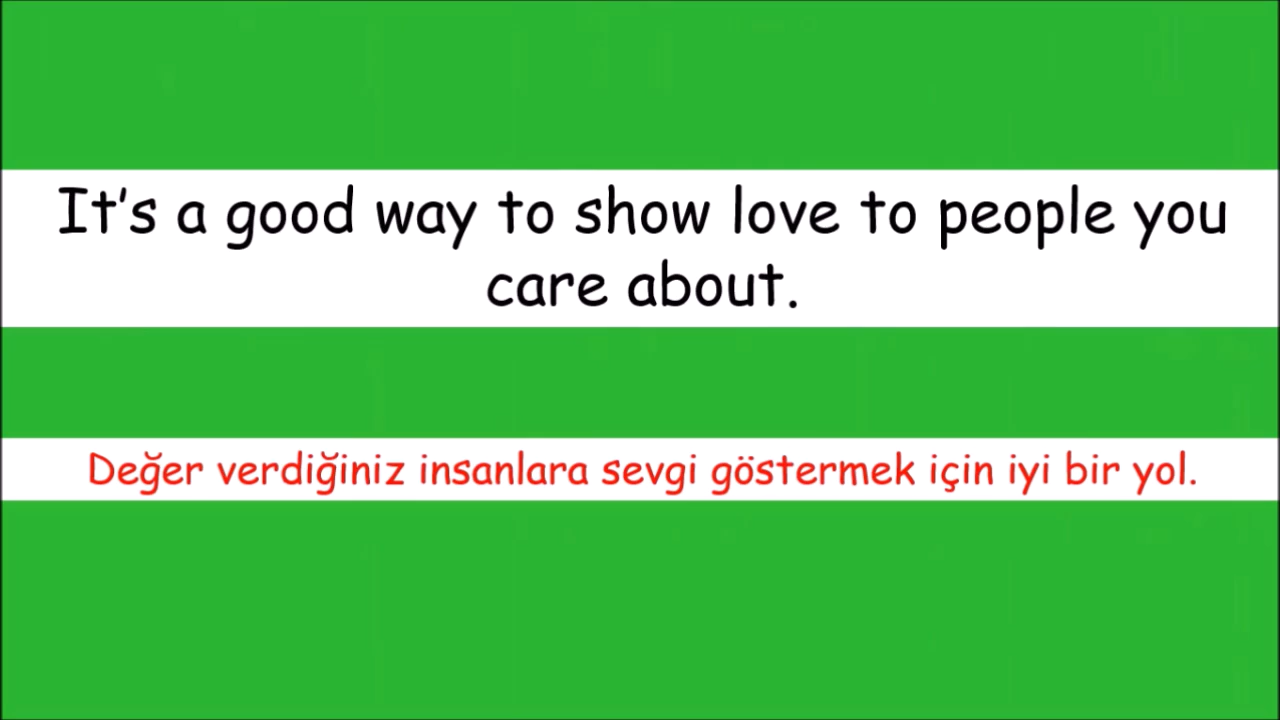 It's a good way to show love to people you
care about.
Değer verdiğiniz insanlara sevgi göstermek için iyi bir yol.